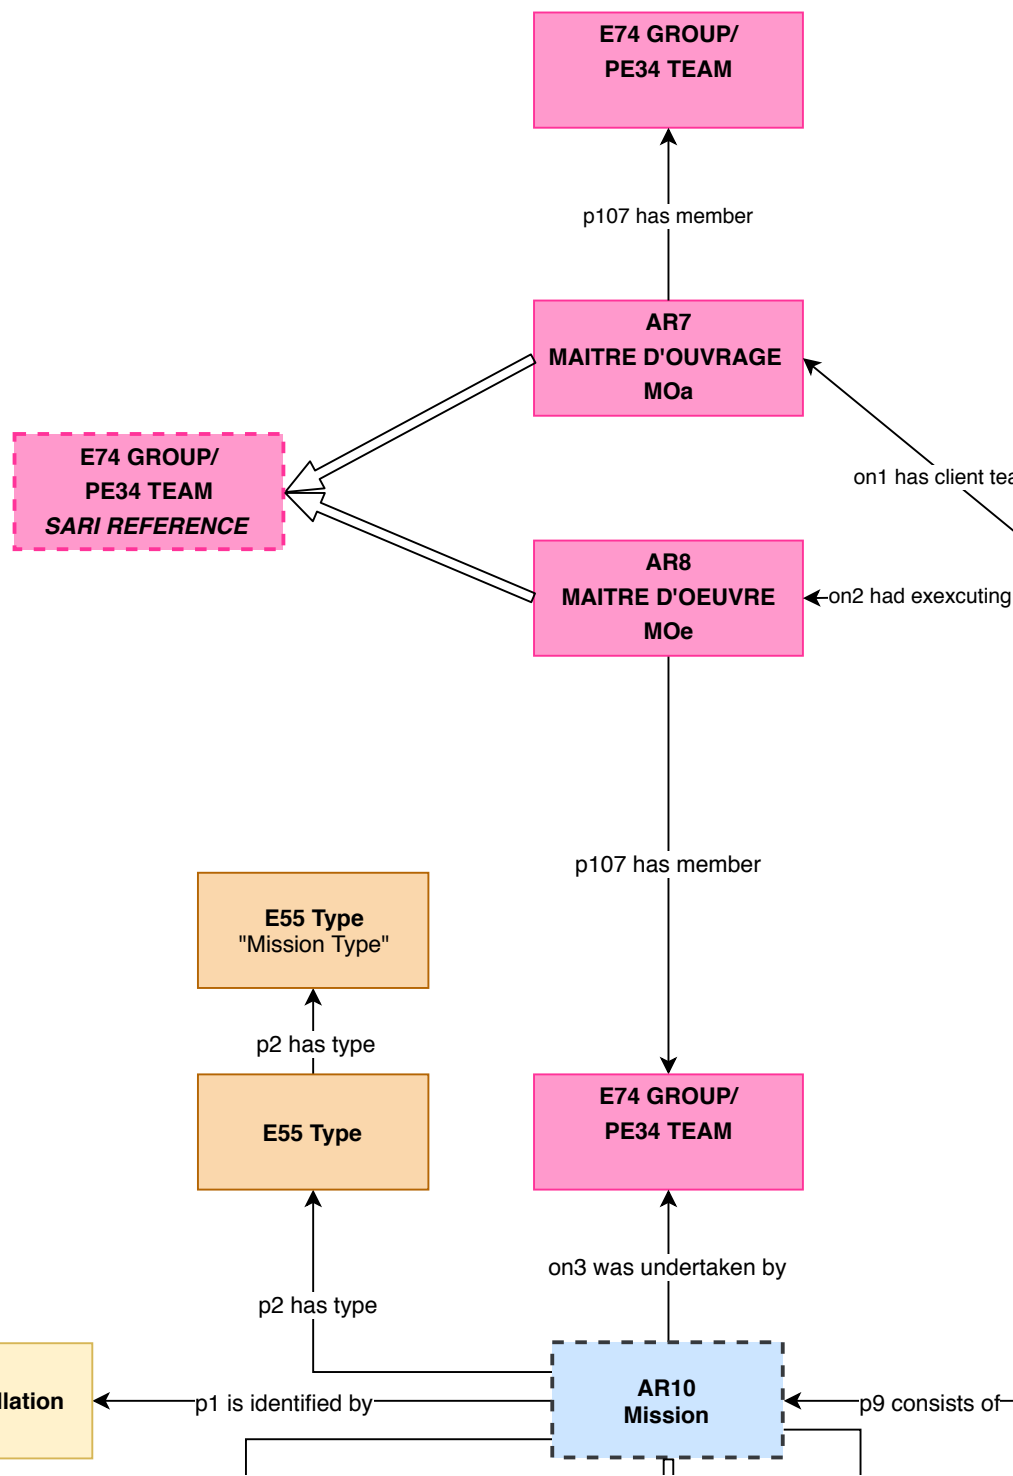 E74 GROUP/
PE34 TEAM
p107 has member
AR7
MAITRE D'OUVRAGE
MOa
E74 GROUP/
PE34 TEAM
SARI REFERENCE
on1 has client
AR8
MAITRE D'OEUVRE
MOe
on2 had exexcuting
p107 has member
E55 Type
"Mission Type"
p2 has type
E55 Type
E74 GROUP/
PE34 TEAM
on3 was undertaken by
p2 has type
AR10
Mission
p1 is identified by
p9 consists of